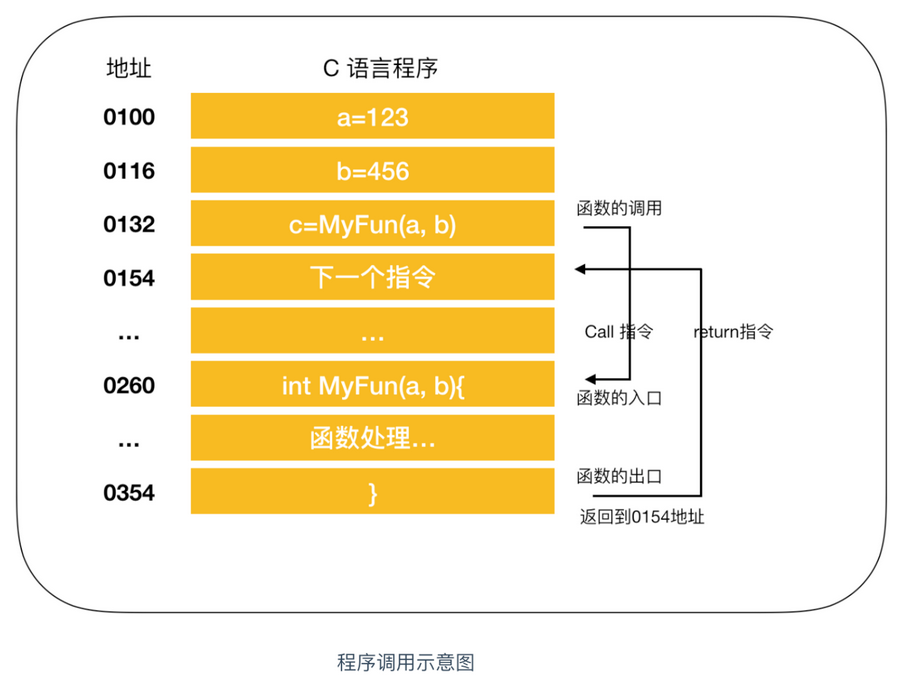 地址 C 语言程序
0100 a=123
0116 b=456
0132 c=MyFun(a, b)
函数的调用
0154 下一个指令
... ...
Call 指令 return指令
0260 int MyFun(a, b){
函数的入口
... 函数处理...
函数的出口
0354 }
返回到0154地址
程序调用示意图